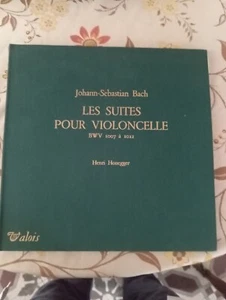 Johann-Sebastian Bach
LES SUITES
POUR VIOLONCELLE
BWV 1007 à 1012
Henri Honegger
Valois